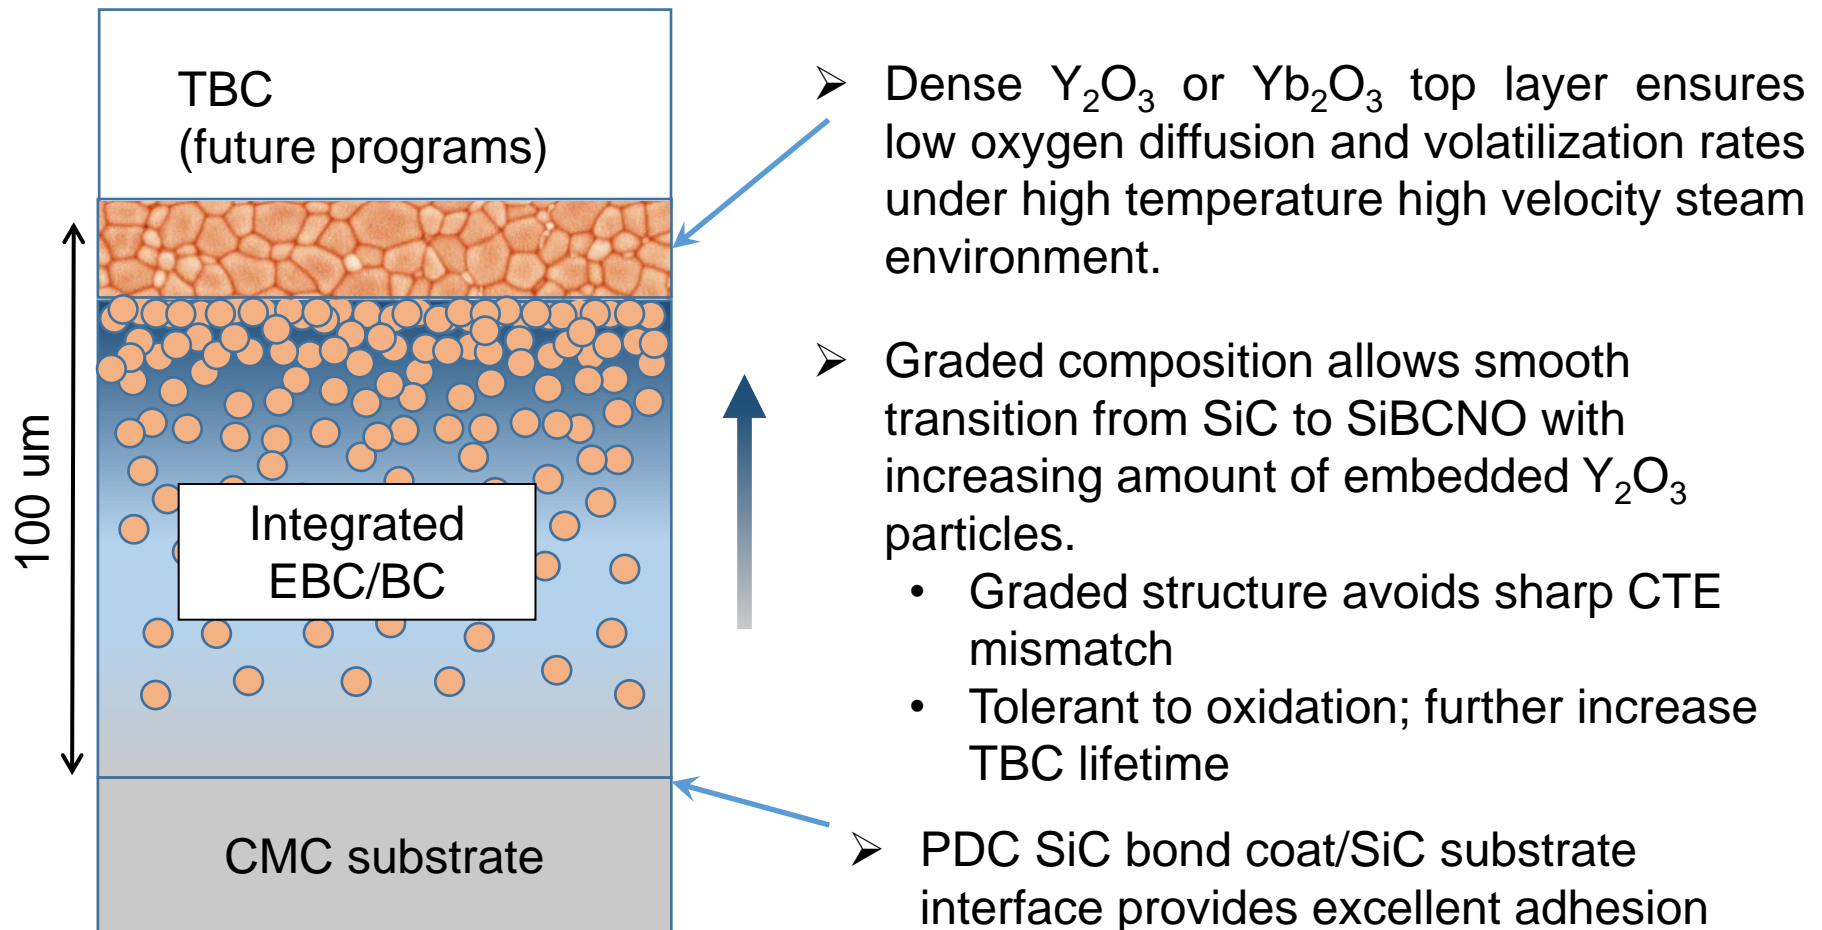 TBC
(future programs)
100 um
Integrated
EBC/BC
CMC substrate
➢ Dense Y₂O₃ or Yb₂O₃ top layer ensures
low oxygen diffusion and volatilization rates
under high temperature high velocity steam
environment.
➢ Graded composition allows smooth
transition from SiC to SiBCNO with
increasing amount of embedded Y₂O₃
particles.
• Graded structure avoids sharp CTE
mismatch
• Tolerant to oxidation; further increase
TBC lifetime
➢ PDC SiC bond coat/SiC substrate
interface provides excellent adhesion